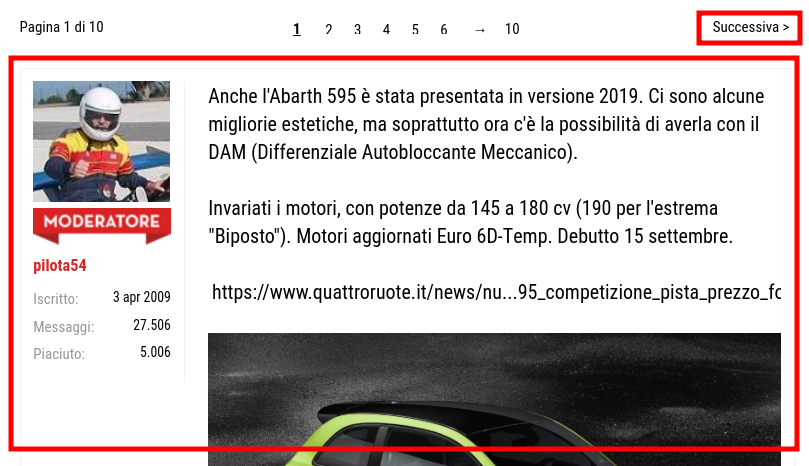 Pagina 1 di 10
1 2 3 4 5 6 → 10
Successiva >
Anche l'Abarth 595 è stata presentata in versione 2019. Ci sono alcune
migliorie estetiche, ma soprattutto ora c'è la possibilità di averla con il
DAM (Differenziale Autobloccante Meccanico).
Invariati i motori, con potenze da 145 a 180 cv (190 per l'estrema
"Biposto"). Motori aggiornati Euro 6D-Temp. Debutto 15 settembre.
https://www.quattroruote.it/news/nu...95_competizione_pista_prezzo_fo
MODERATORE
pilota54
Iscritto: 3 apr 2009
Messaggi: 27.506
Piaciuto: 5.006